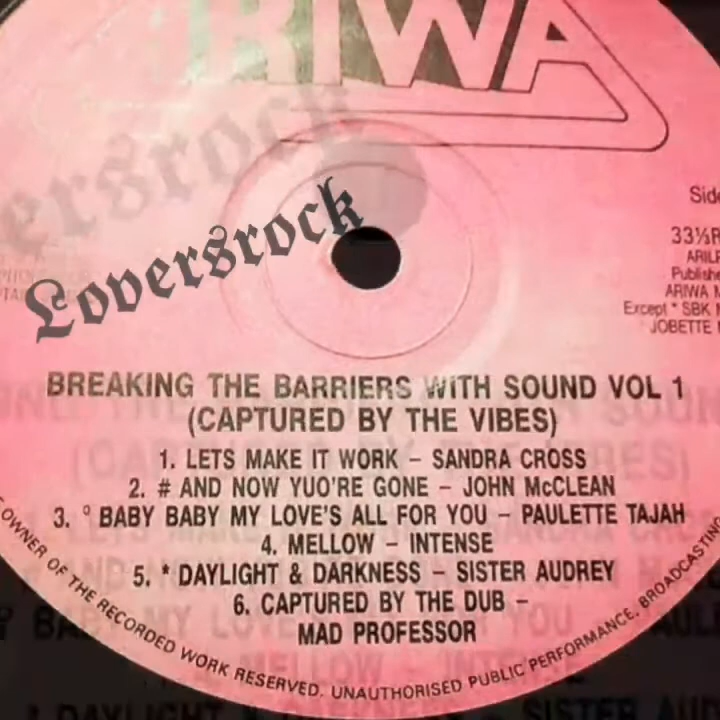 ARIWA
Side
33⅓R
ARILP
Publishe
ARIWA M
Except * SBK M
JOBETTE M
Loversrock
BREAKING THE BARRIERS WITH SOUND VOL 1
(CAPTURED BY THE VIBES)
1. LETS MAKE IT WORK – SANDRA CROSS
2. # AND NOW YUO'RE GONE – JOHN McCLEAN
3. º BABY BABY MY LOVE'S ALL FOR YOU – PAULETTE TAJAH
4. MELLOW – INTENSE
5. * DAYLIGHT & DARKNESS – SISTER AUDREY
6. CAPTURED BY THE DUB –
MAD PROFESSOR
OWNER OF THE RECORDED WORK RESERVED. UNAUTHORISED PUBLIC PERFORMANCE, BROADCASTING